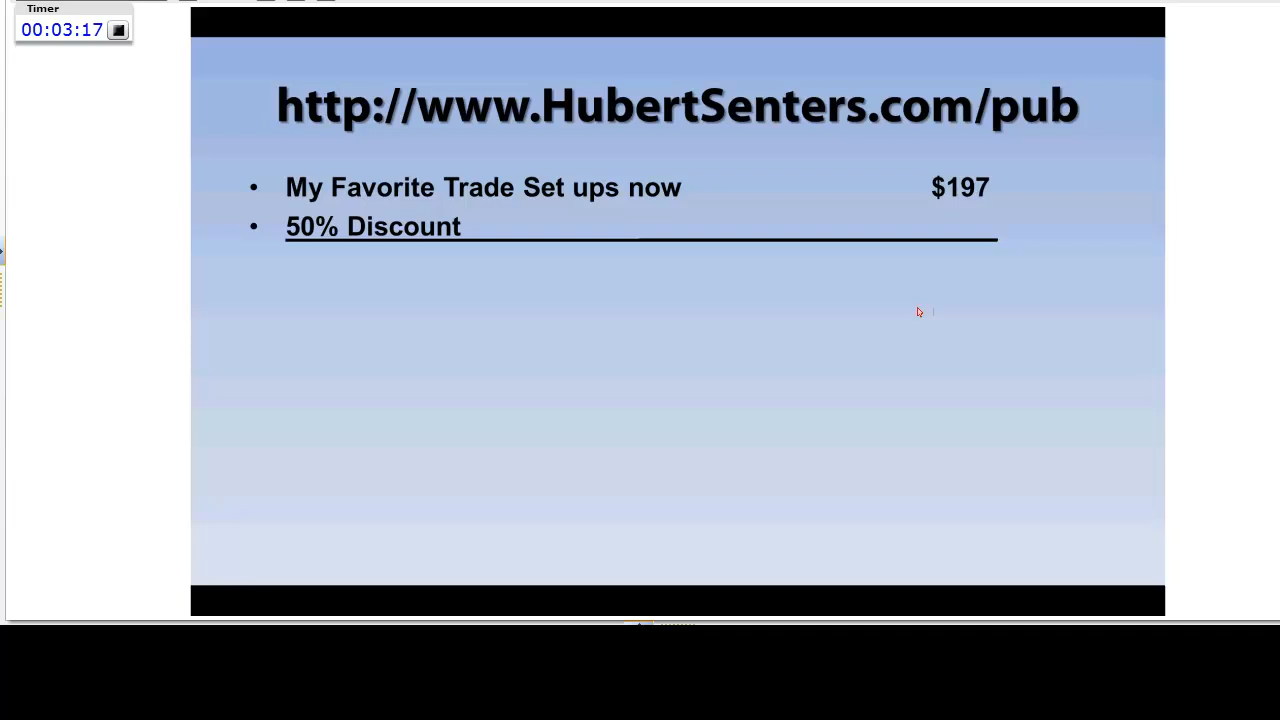 Timer
00:03:17
http://www.HubertSenters.com/pub
• My Favorite Trade Set ups now $197
• 50% Discount